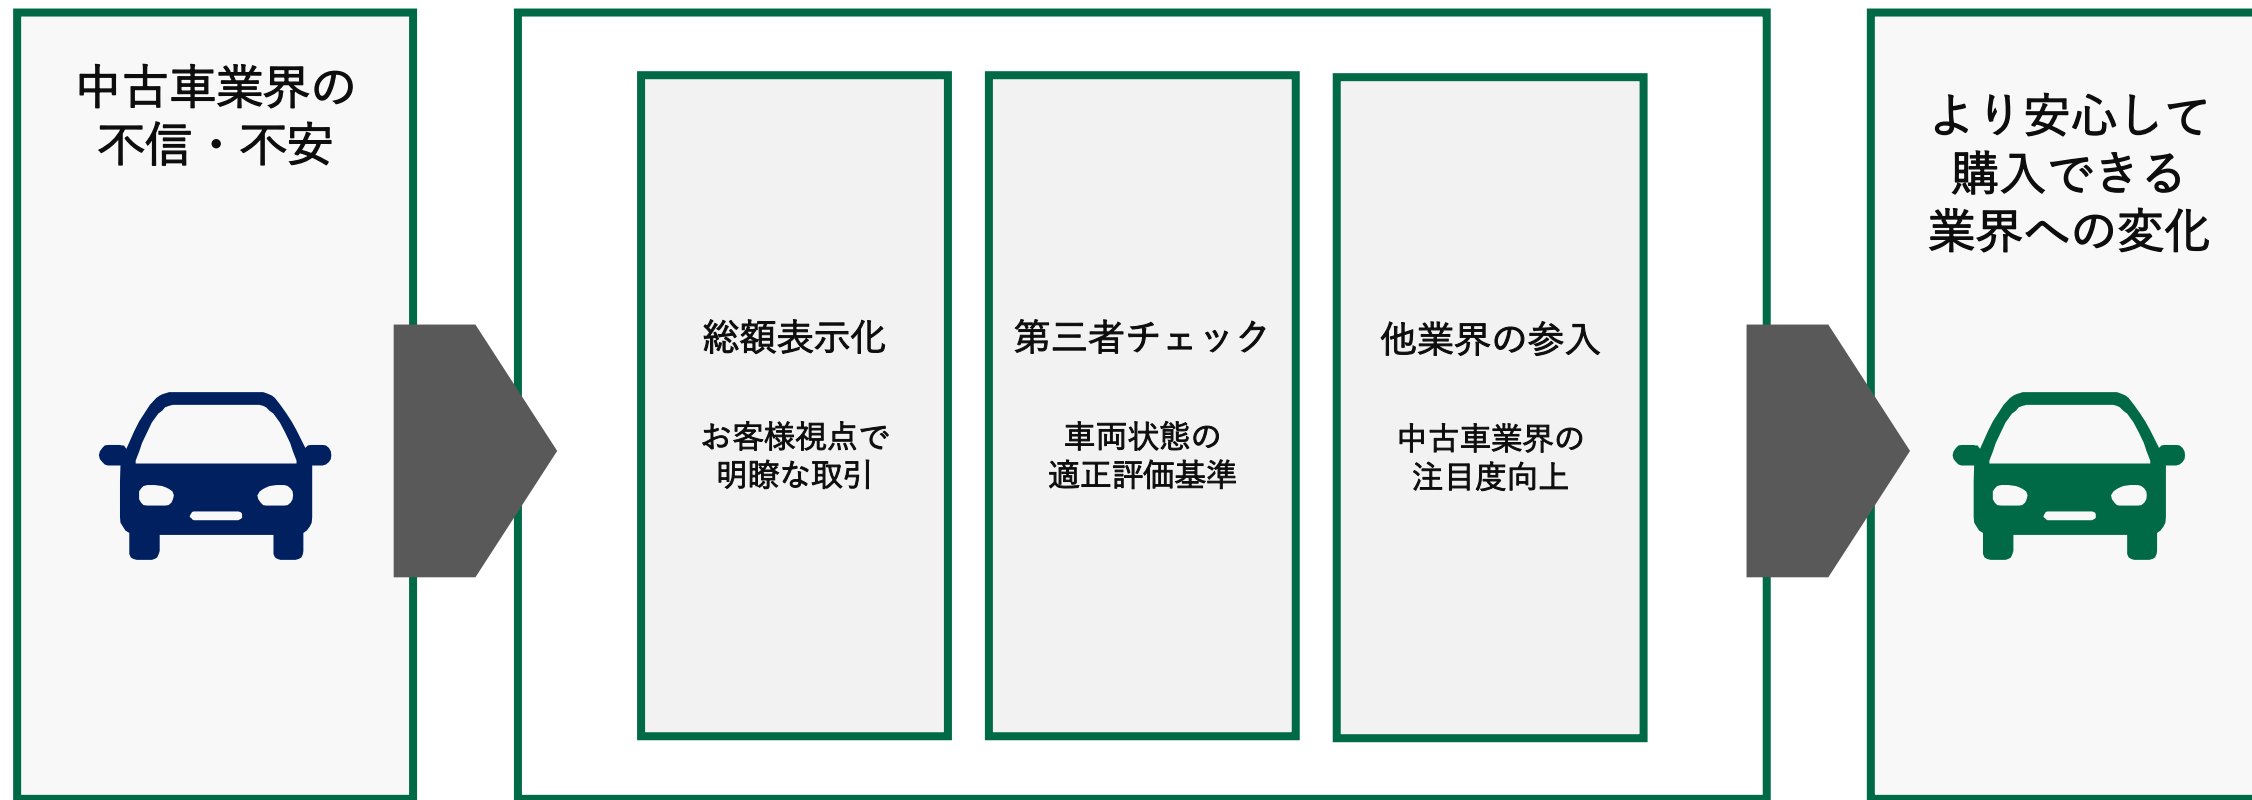 中古車業界の
不信・不安
総額表示化
お客様視点で
明瞭な取引
第三者チェック
車両状態の
適正評価基準
他業界の参入
中古車業界の
注目度向上
より安心して
購入できる
業界への変化